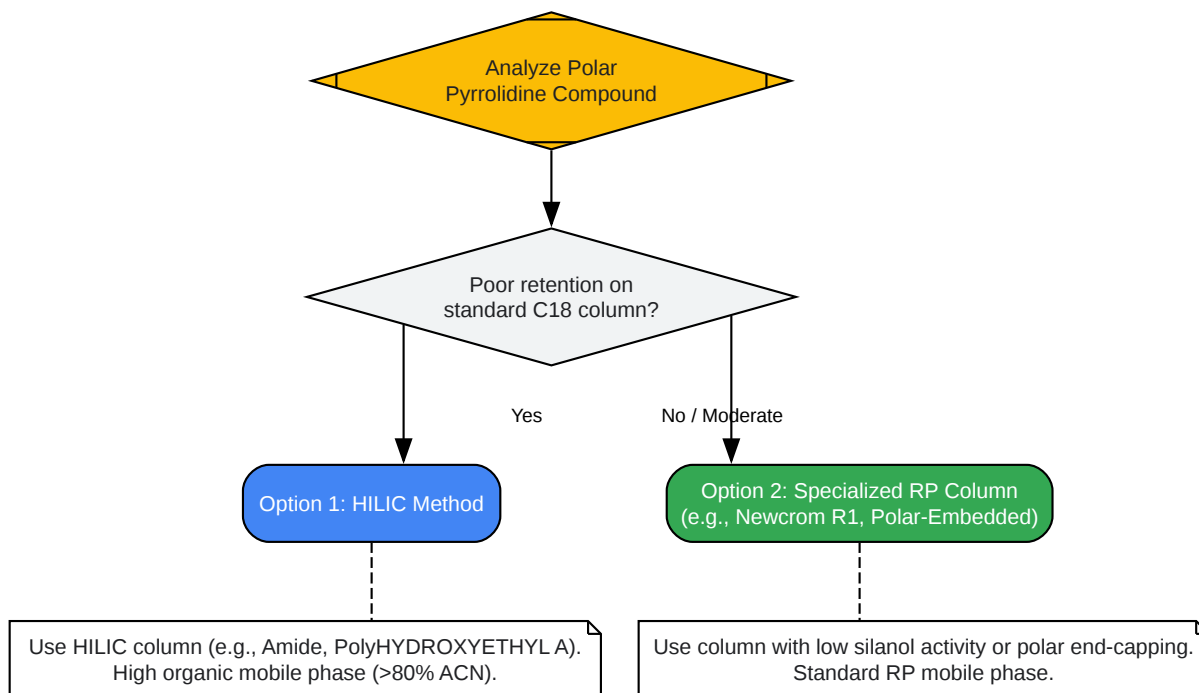 Analyze Polar
Pyrrolidine Compound
Poor retention on
standard C18 column?
Yes
No / Moderate
Option 1: HILIC Method
Option 2: Specialized RP Column
(e.g., Newcrom R1, Polar-Embedded)
Use HILIC column (e.g., Amide, PolyHYDROXYETHYL A).
High organic mobile phase (>80% ACN).
Use column with low silanol activity or polar end-capping.
Standard RP mobile phase.